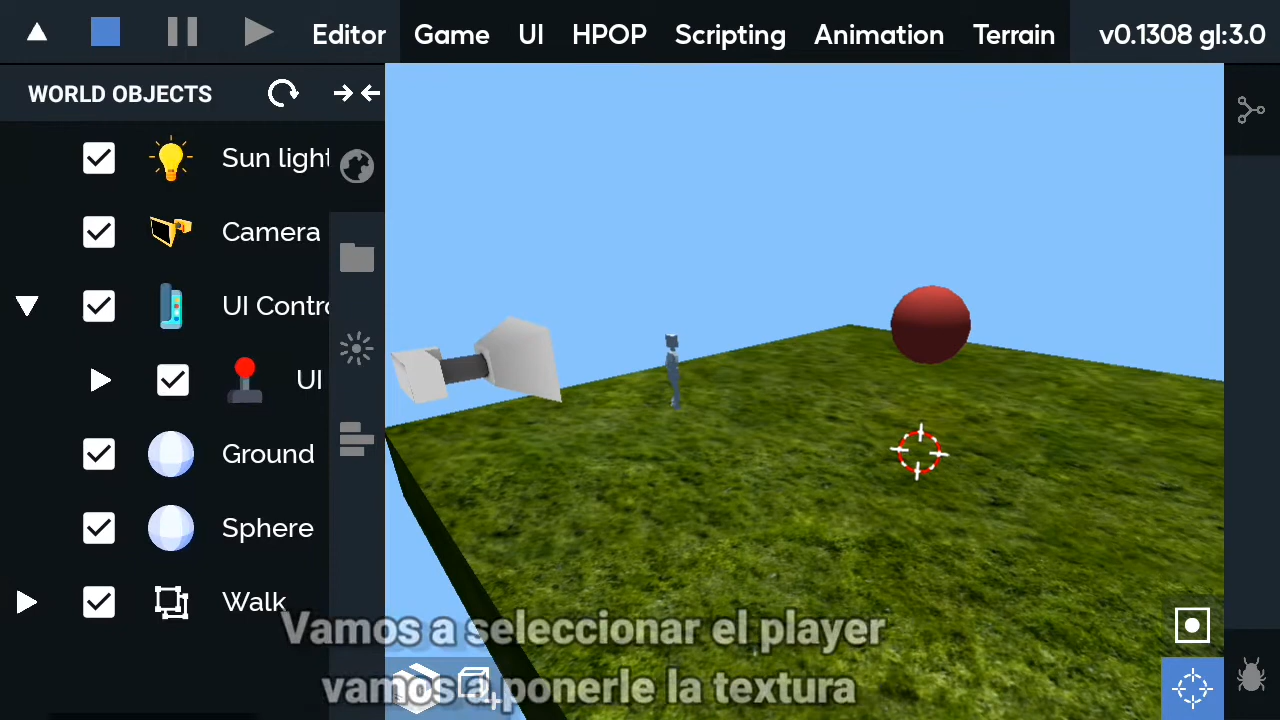 Editor Game UI HPOP Scripting Animation Terrain v0.1308 gl:3.0
WORLD OBJECTS
Sun light
Camera
UI Contro
UI
Ground
Sphere
Walk
Vamos a seleccionar el player
vamos a ponerle la textura